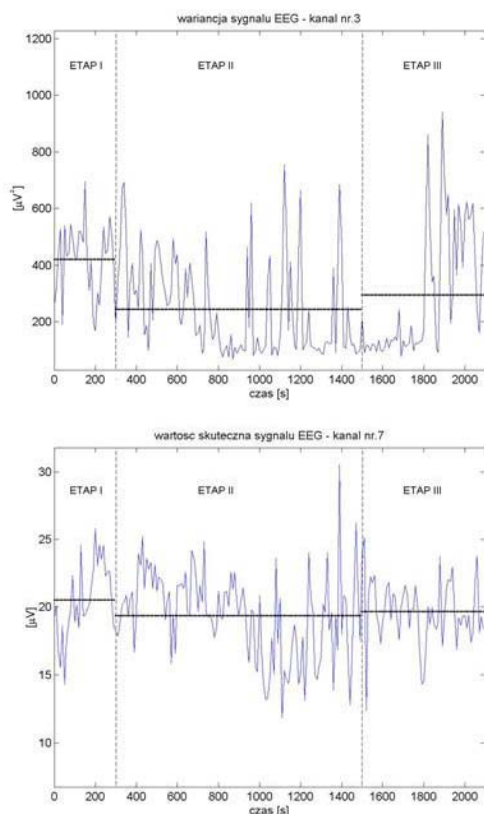 wariancja sygnalu EEG - kanal nr.3
1200
1000
800
600
400
200
[µV²]
ETAP I ETAP II ETAP III
0 200 400 600 800 1000 1200 1400 1600 1800 2000
czas [s]
wartosc skuteczna sygnalu EEG - kanal nr.7
30
25
20
15
10
[µV]
ETAP I ETAP II ETAP III
0 200 400 600 800 1000 1200 1400 1600 1800 2000
czas [s]